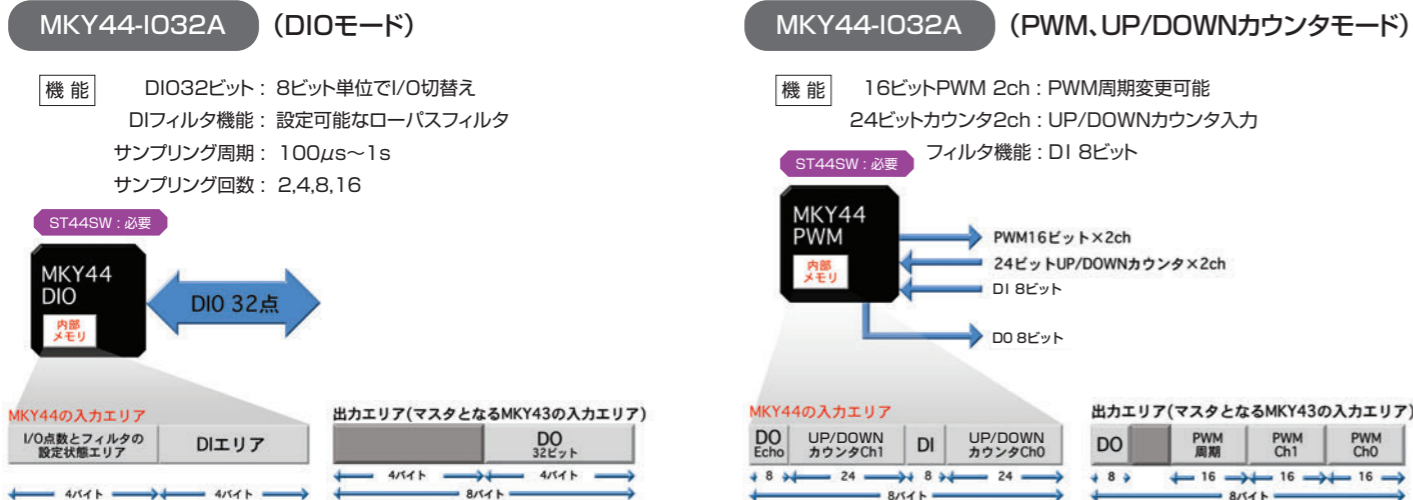 MKY44-IO32A (DIOモード)
機 能
DIO32ビット : 8ビット単位でI/O切替え
DIフィルタ機能 : 設定可能なローパスフィルタ
サンプリング周期 : 100μs～1s
サンプリング回数 : 2,4,8,16
ST44SW : 必要
MKY44
DIO
内部
メモリ
DIO 32点
MKY44の入力エリア
I/O点数とフィルタの
設定状態エリア
DIエリア
4バイト
4バイト
出力エリア(マスタとなるMKY43の入力エリア)
DO
32ビット
4バイト
4バイト
8バイト
MKY44-IO32A (PWM、UP/DOWNカウンタモード)
機 能
16ビットPWM 2ch : PWM周期変更可能
24ビットカウンタ2ch : UP/DOWNカウンタ入力
フィルタ機能 : DI 8ビット
ST44SW : 必要
MKY44
PWM
内部
メモリ
PWM16ビット×2ch
24ビットUP/DOWNカウンタ×2ch
DI 8ビット
DO 8ビット
MKY44の入力エリア
DO
Echo
UP/DOWN
カウンタCh1
DI
UP/DOWN
カウンタCh0
8
24
8
24
8バイト
出力エリア(マスタとなるMKY43の入力エリア)
DO
PWM
周期
PWM
Ch1
PWM
Ch0
8
16
16
16
8バイト